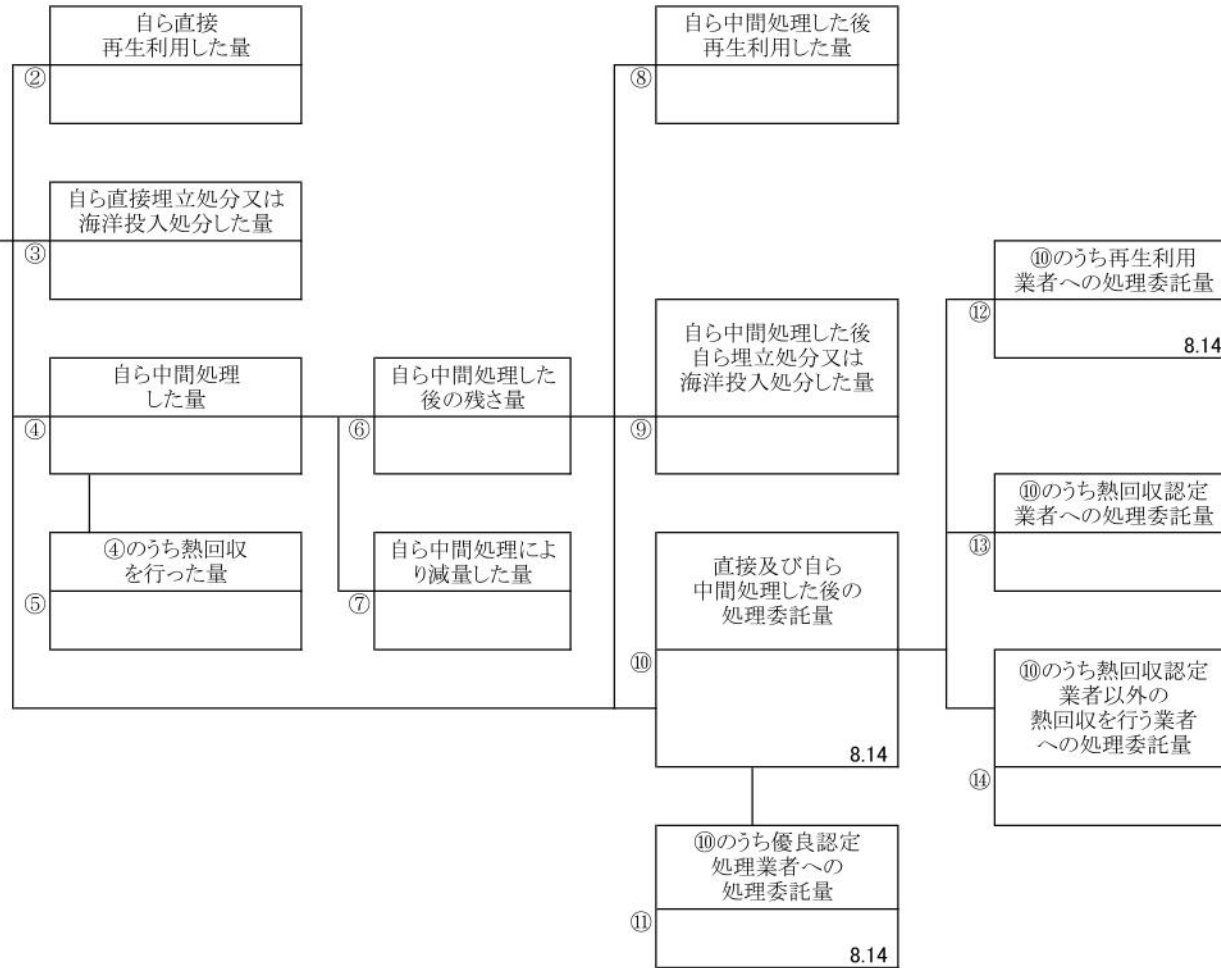 自ら直接
再生利用した量
②
自ら直接埋立処分又は
海洋投入処分した量
③
自ら中間処理
した量
④
④のうち熱回収
を行った量
⑤
自ら中間処理した
後の残さ量
⑥
自ら中間処理によ
り減量した量
⑦
自ら中間処理した後
再生利用した量
⑧
自ら中間処理した後
自ら埋立処分又は
海洋投入処分した量
⑨
直接及び自ら
中間処理した後の
処理委託量
⑩
8.14
⑩のうち優良認定
処理業者への
処理委託量
⑪
8.14
⑩のうち再生利用
業者への処理委託量
⑫
8.14
⑩のうち熱回収認定
業者への処理委託量
⑬
⑩のうち熱回収認定
業者以外の
熱回収を行う業者
への処理委託量
⑭